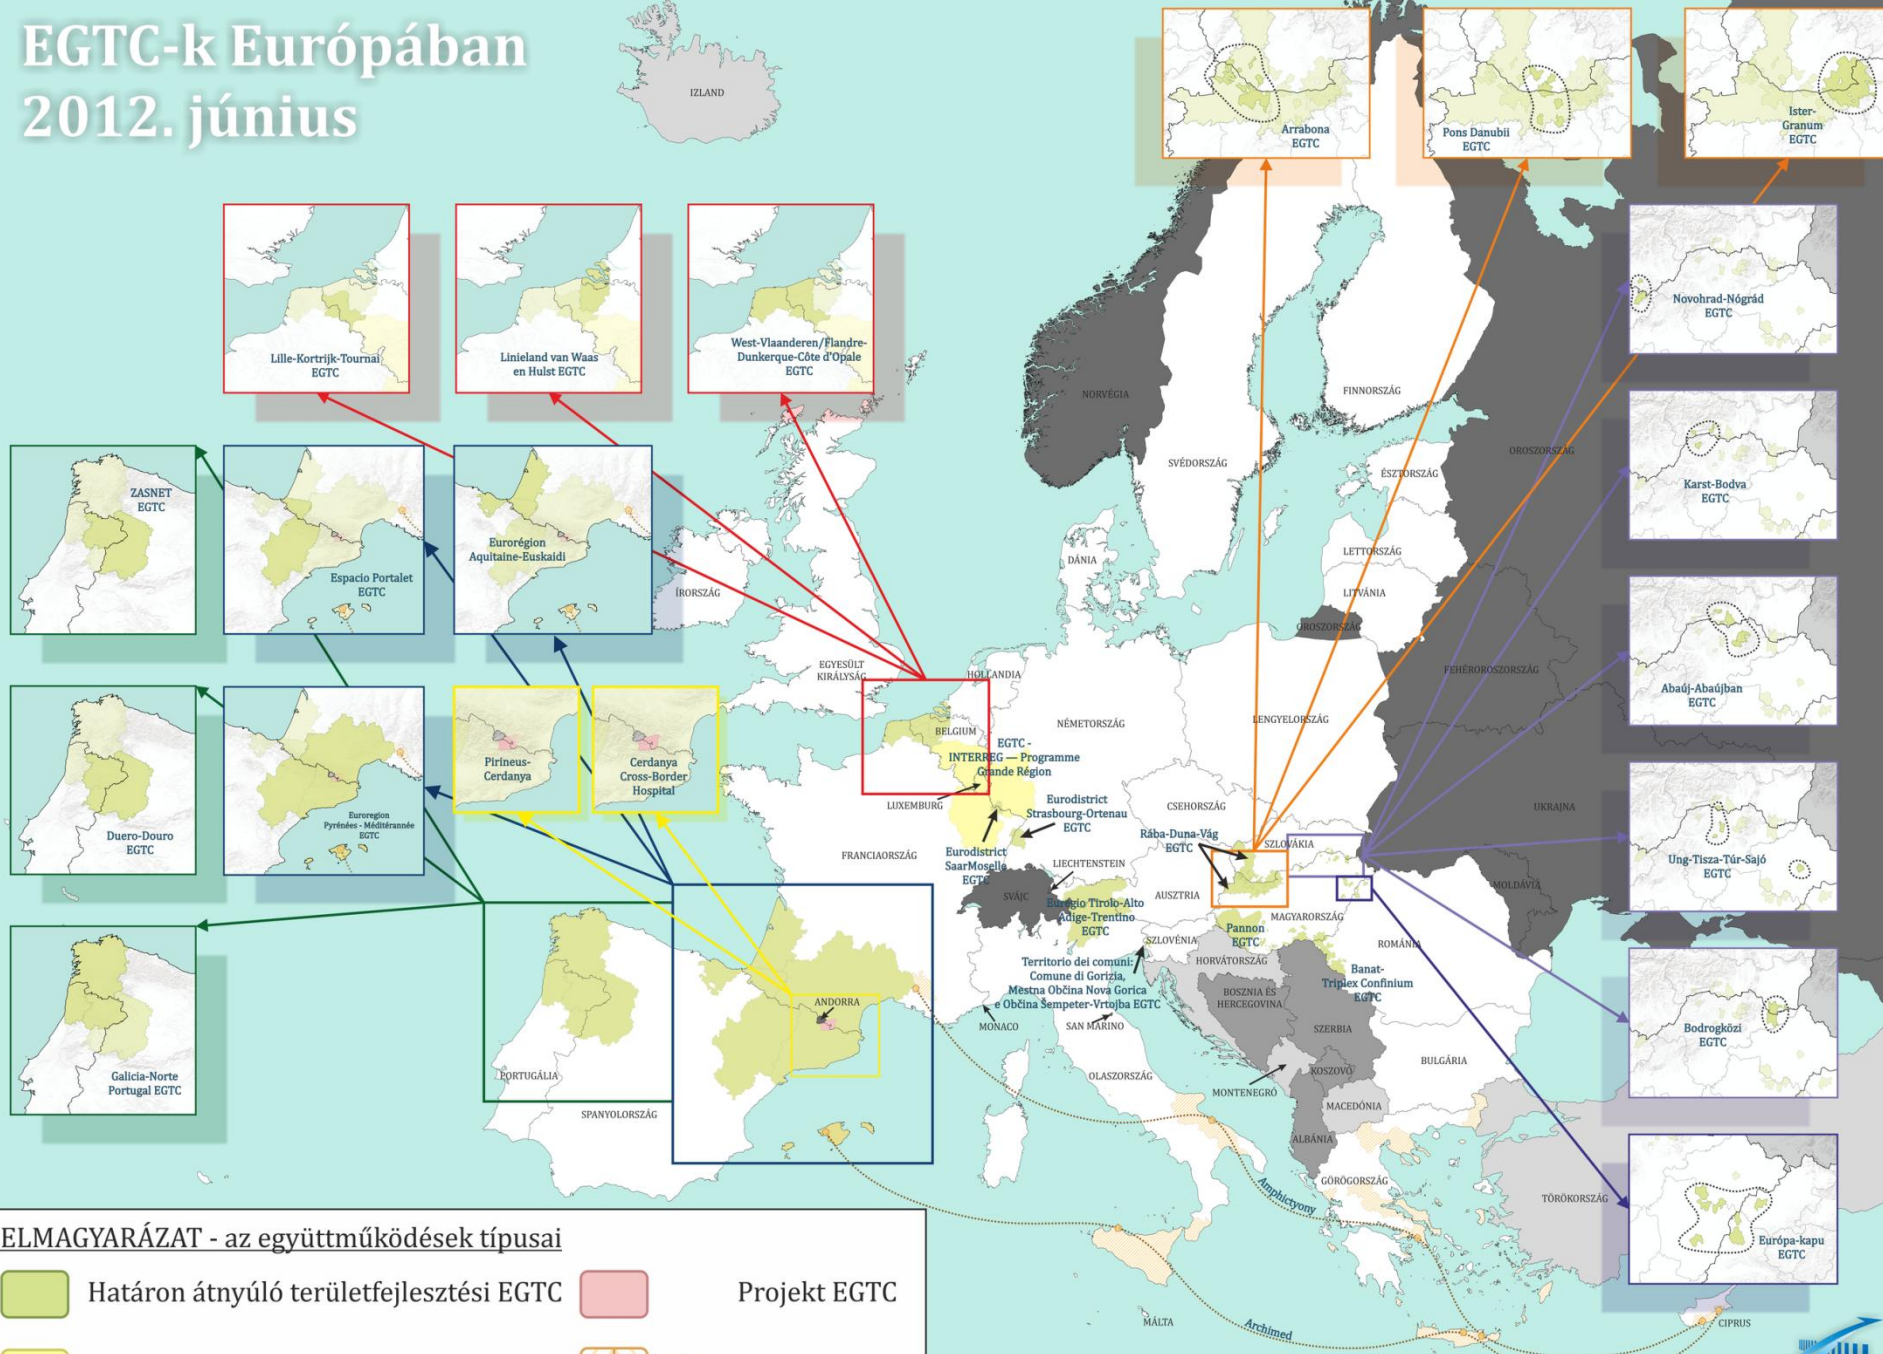 EGTC-k Európában
2012. június
IZLAND
Arrabona
EGTC
Pons Danubii
EGTC
Ister-
Granum
EGTC
Lille-Kortrijk-Tournai
EGTC
Linieland van Waas
en Hulst EGTC
West-Vlaanderen/Flandre-
Dunkerque-Côte d'Opale
EGTC
Novohrad-Nógrád
EGTC
NORVÉGIA
FINNORSZÁG
SVÉDORSZÁG
ÉSZTORSZÁG
OROSZORSZÁG
Karst-Bodva
EGTC
ZASNET
EGTC
Espacio Portalet
EGTC
Eurorégion
Aquitaine-Euskaidi
ÍRORSZÁG
DÁNIA
LETTORSZÁG
LITVÁNIA
OROSZORSZÁG
EGYESÜLT
KIRÁLYSÁG
HOLLANDIA
FEHÉROROSZORSZÁG
Abaúj-Abaújban
EGTC
NÉMETORSZÁG
LENGYELORSZÁG
BELGIUM
EGTC -
INTERREG — Programme
Grande Région
LUXEMBURG
Duero-Douro
EGTC
Euroregion
Pyrénées - Méditérannée
EGTC
Pirineus-
Cerdanya
Cerdanya
Cross-Border
Hospital
CSEHORSZÁG
UKRAJNA
Eurodistrict
Strasbourg-Ortenau
EGTC
Rába-Duna-Vág
EGTC
SZLOVÁKIA
FRANCIAORSZÁG
Eurodistrict
SaarMoselle
EGTC
LIECHTENSTEIN
Ung-Tisza-Túr-Sajó
EGTC
SVÁJC
AUSZTRIA
MOLDÁVIA
Euregio Tirolo-Alto
Adige-Trentino
EGTC
MAGYARORSZÁG
Pannon
EGTC
SZLOVÉNIA
ROMÁNIA
HORVÁTORSZÁG
Territorio dei comuni:
Comune di Gorizia,
Mestna Občina Nova Gorica
e Občina Šempeter-Vrtojba EGTC
Banat-
Triplex Confinium
EGTC
BOSZNIA ÉS
HERCEGOVINA
ANDORRA
MONACO
SAN MARINO
SZERBIA
Bodrogközi
EGTC
Galicia-Norte
Portugal EGTC
PORTUGÁLIA
SPANYOLORSZÁG
OLASZORSZÁG
KOSZOVÓ
BULGÁRIA
MONTENEGRÓ
MACEDÓNIA
ALBÁNIA
GÖRÖGORSZÁG
Amphictyony
TÖRÖKORSZÁG
Európa-kapu
EGTC
MÁLTA
Archimed
CIPRUS
ELMAGYARÁZAT - az együttműködések típusai
Határon átnyúló területfejlesztési EGTC
Projekt EGTC